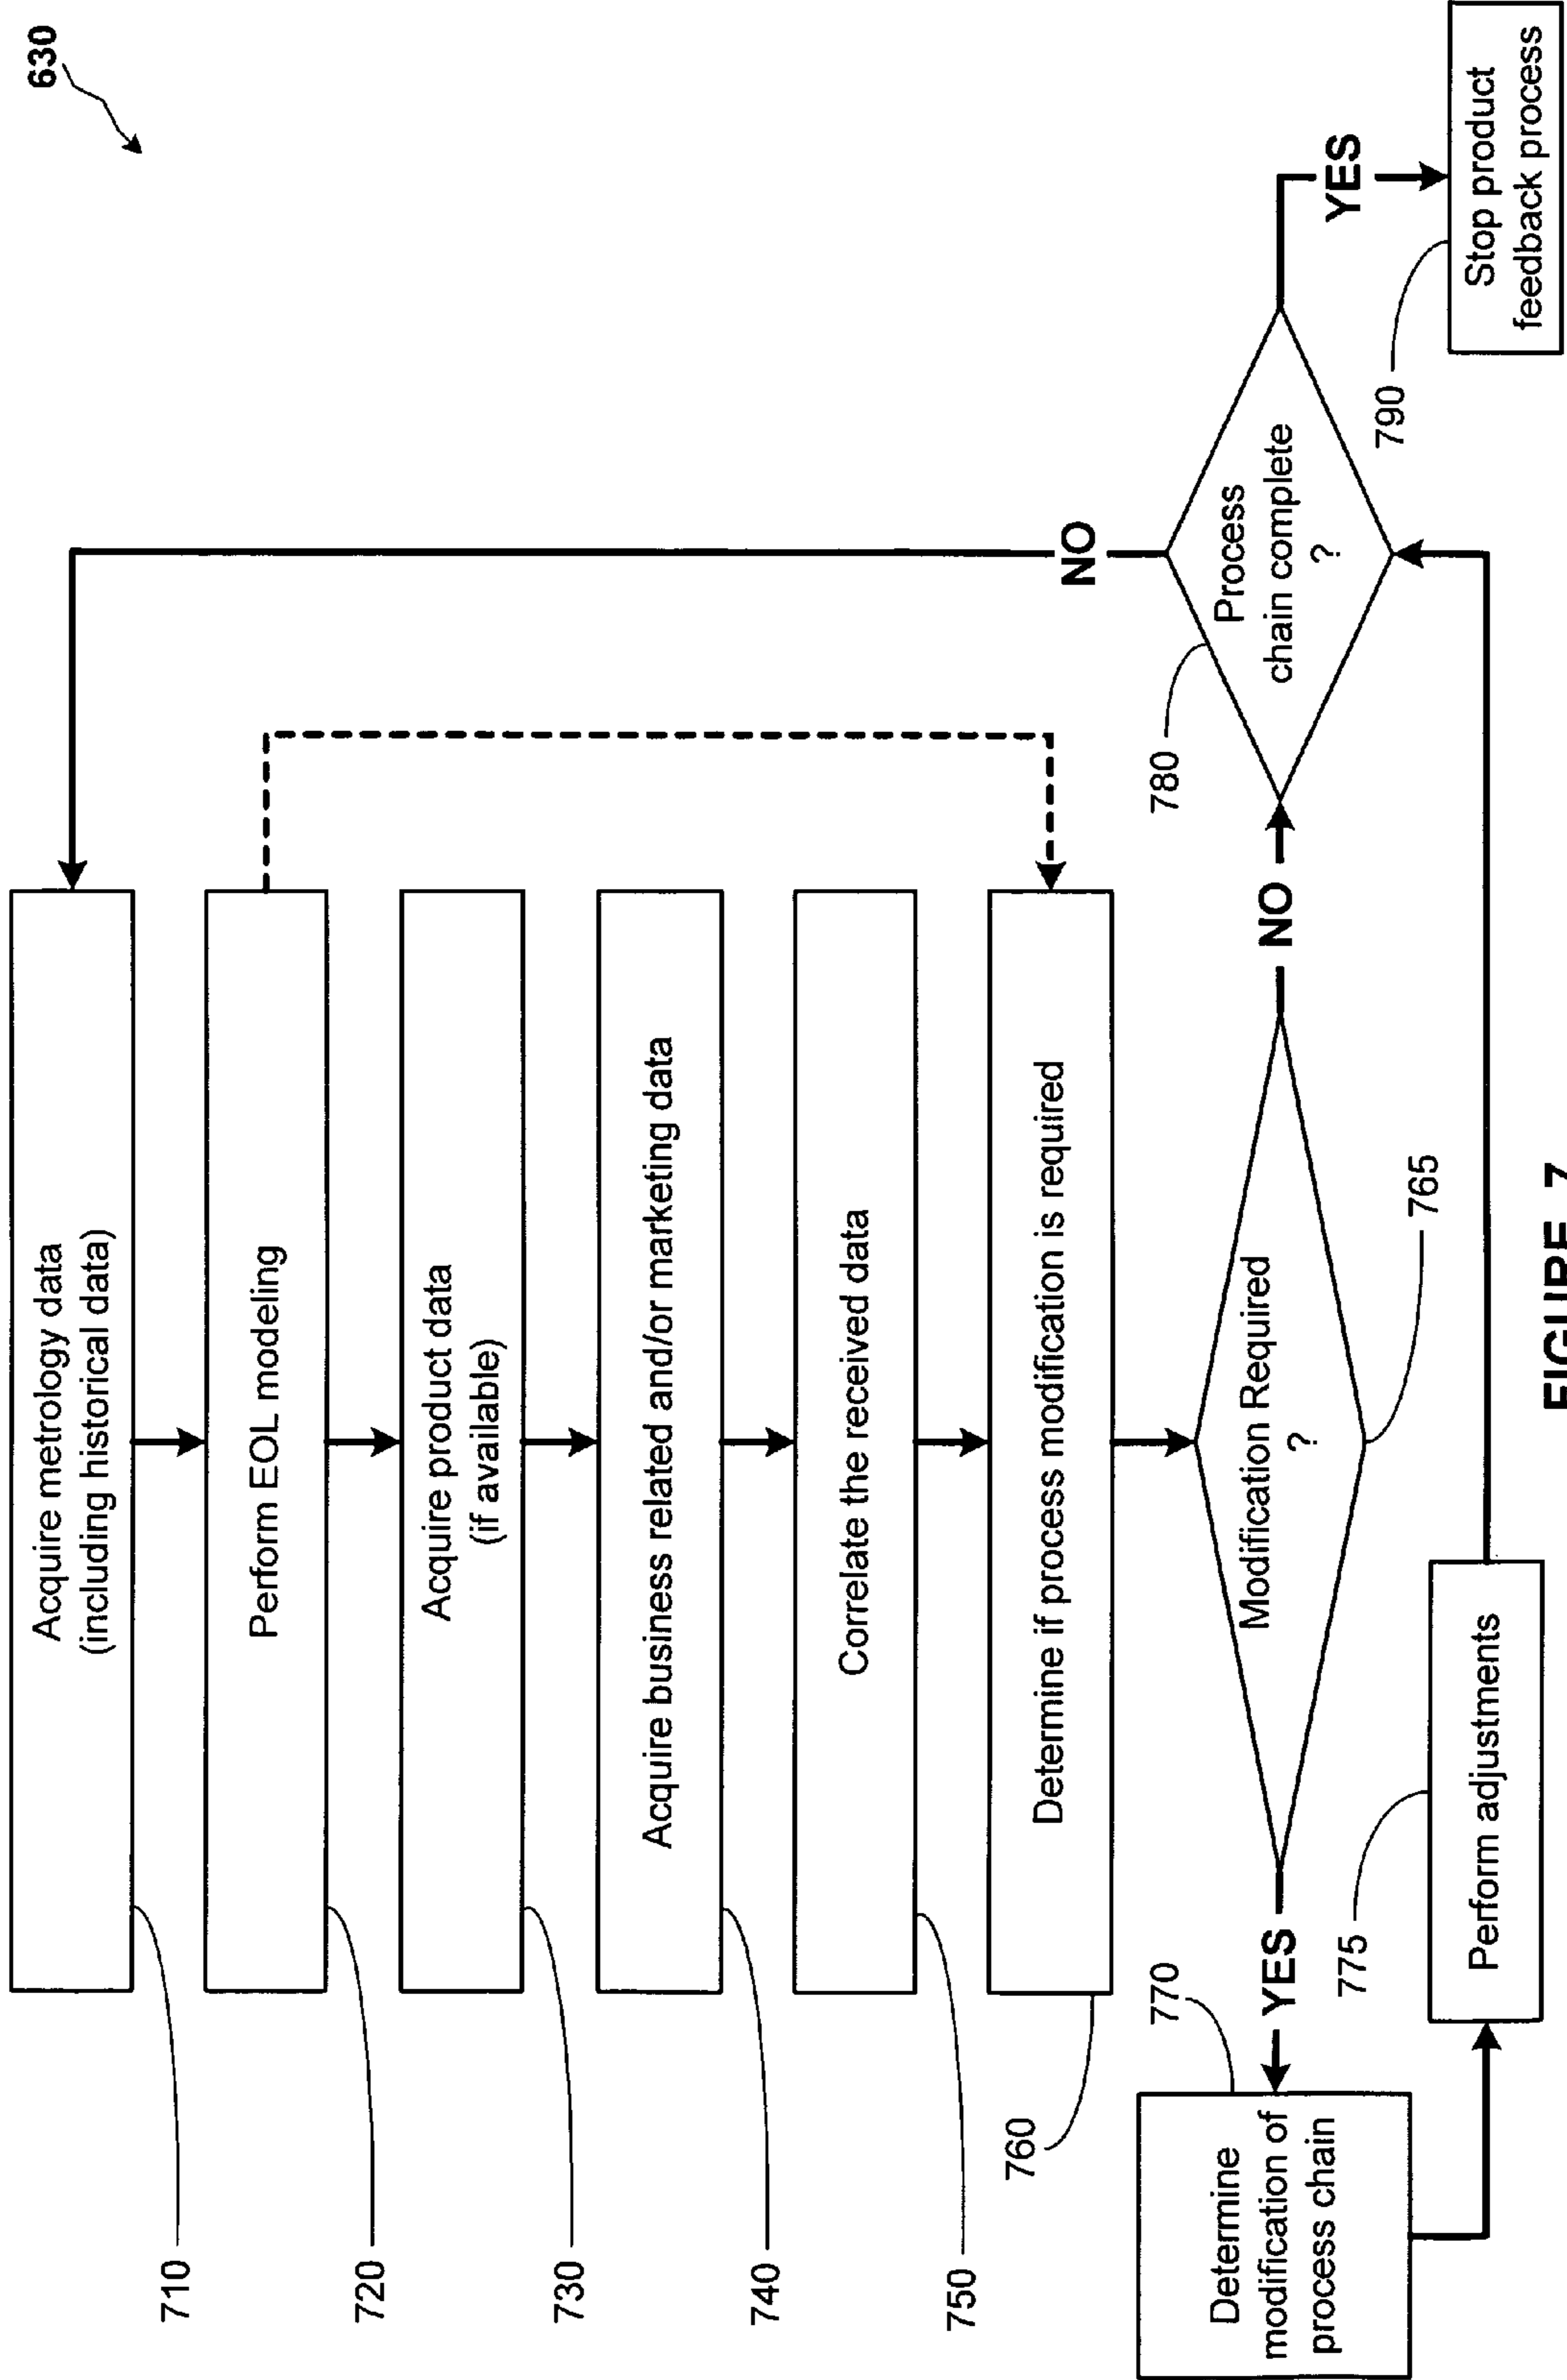 630
Acquire metrology data
(including historical data)
710
Perform EOL modeling
720
Acquire product data
(if available)
730
Acquire business related and/or marketing data
740
Correlate the received data
750
Determine if process modification is required
760
Modification Required
?
765
YES
NO
Determine
modification of
process chain
770
Perform adjustments
775
Process
chain complete
?
780
NO
YES
Stop product
feedback process
790
FIGURE 7